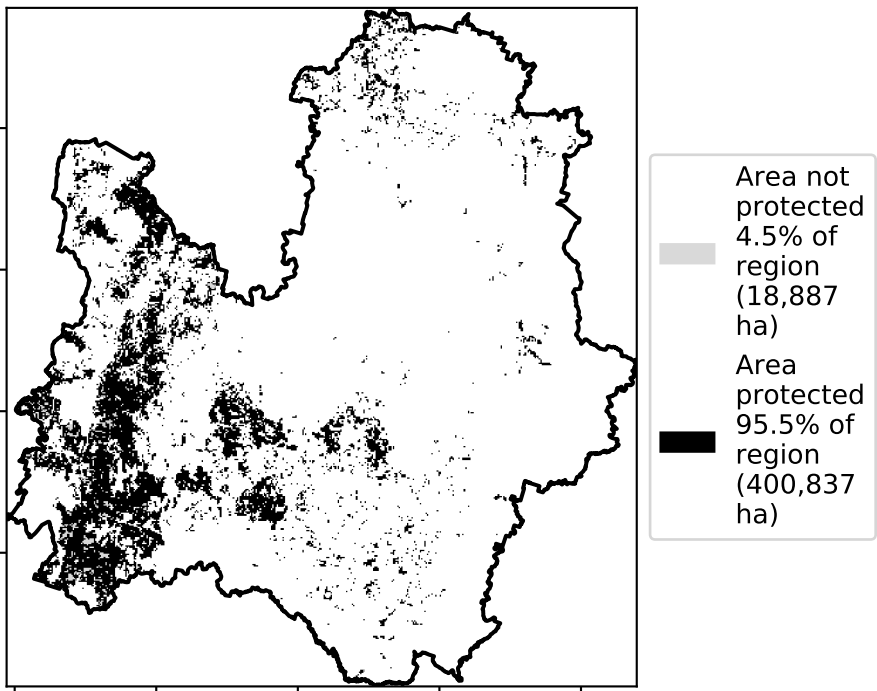 Area not
protected
4.5% of
region
(18,887
ha)
Area
protected
95.5% of
region
(400,837
ha)